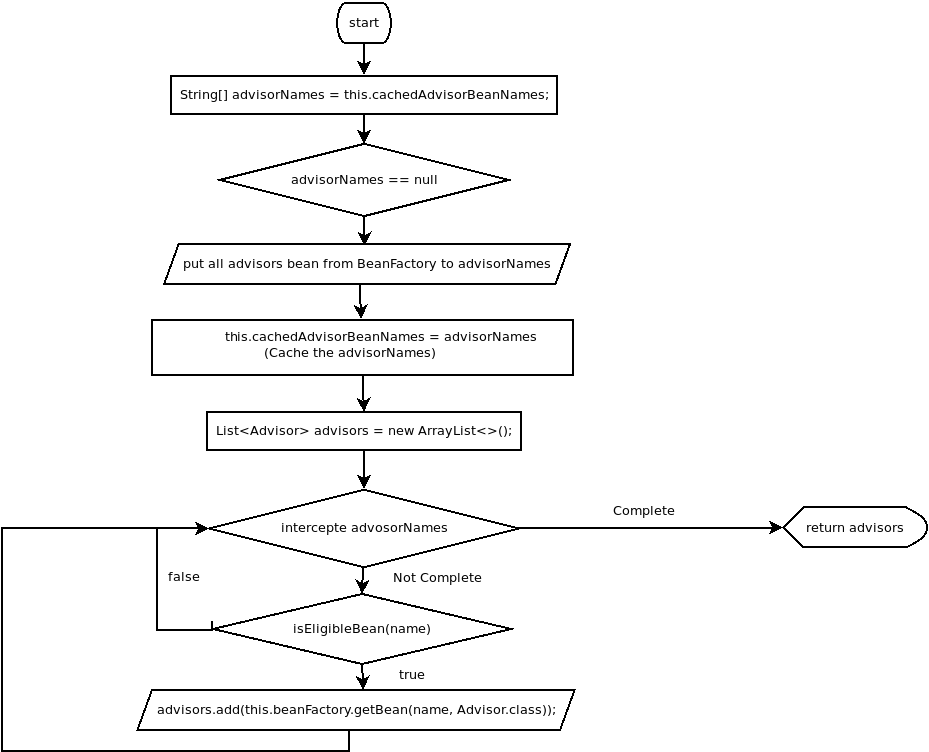 start
String[] advisorNames = this.cachedAdvisorBeanNames;
advisorNames == null
put all advisors bean from BeanFactory to advisorNames
this.cachedAdvisorBeanNames = advisorNames
(Cache the advisorNames)
List<Advisor> advisors = new ArrayList<>();
Complete
intercepte advosorNames
return advisors
false
Not Complete
isEligibleBean(name)
true
advisors.add(this.beanFactory.getBean(name, Advisor.class));